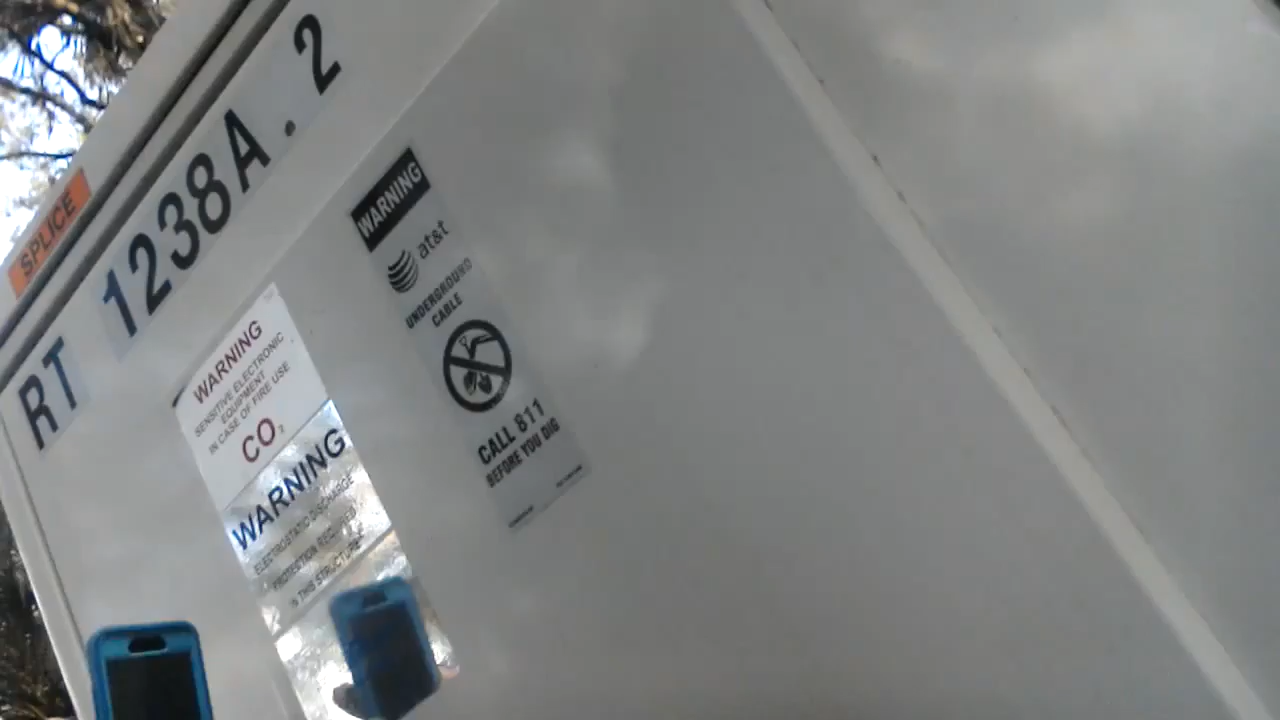 SPLICE
RT 1238A.2
WARNING
at&t
UNDERGROUND
CABLE
CALL 811
BEFORE YOU DIG
WARNING
SENSITIVE ELECTRONIC
EQUIPMENT
IN CASE OF FIRE USE
CO2
WARNING
ELECTROSTATIC DISCHARGE
PROTECTION REQUIRED
IN THIS STRUCTURE